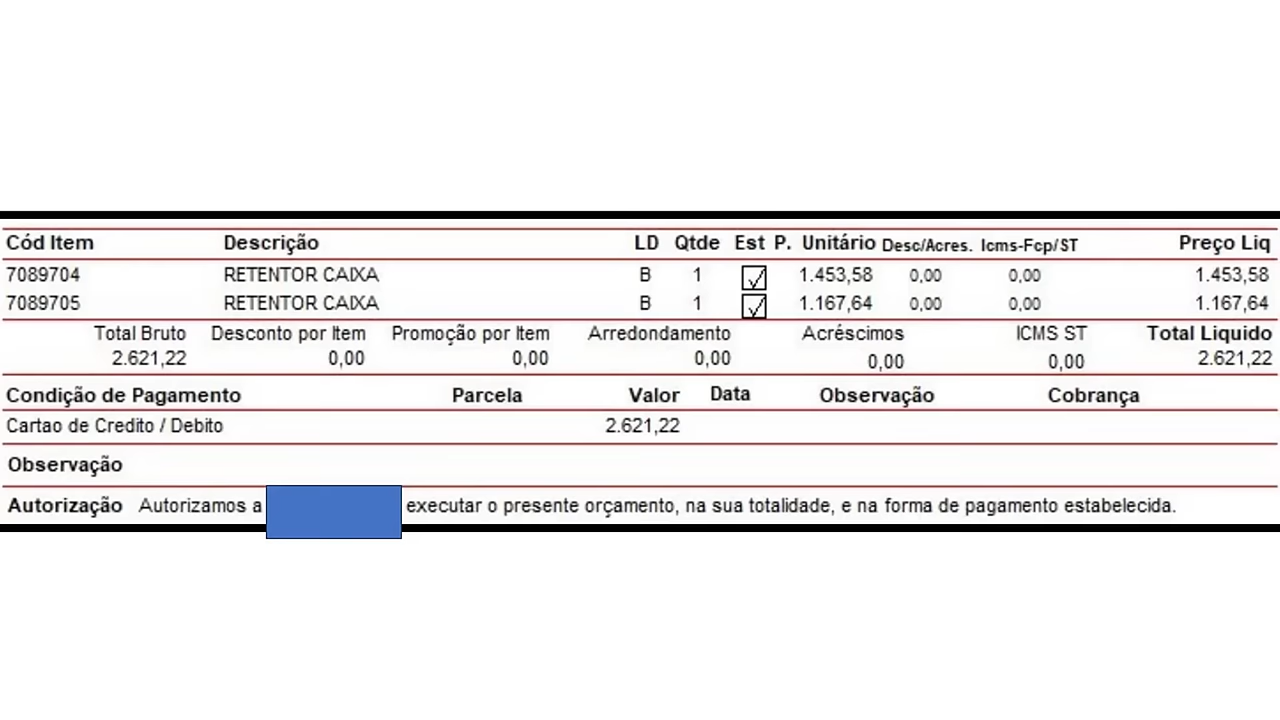 Cód Item Descrição LD Qtde Est P. Unitário Desc/Acres. Icms-Fcp/ST Preço Liq
7089704 RETENTOR CAIXA B 1 1.453,58 0,00 0,00 1.453,58
7089705 RETENTOR CAIXA B 1 1.167,64 0,00 0,00 1.167,64
Total Bruto Desconto por Item Promoção por Item Arredondamento Acréscimos ICMS ST Total Liquido
2.621,22 0,00 0,00 0,00 0,00 0,00 2.621,22
Condição de Pagamento Parcela Valor Data Observação Cobrança
Cartao de Credito / Debito 2.621,22
Observação
Autorização Autorizamos a executar o presente orçamento, na sua totalidade, e na forma de pagamento estabelecida.